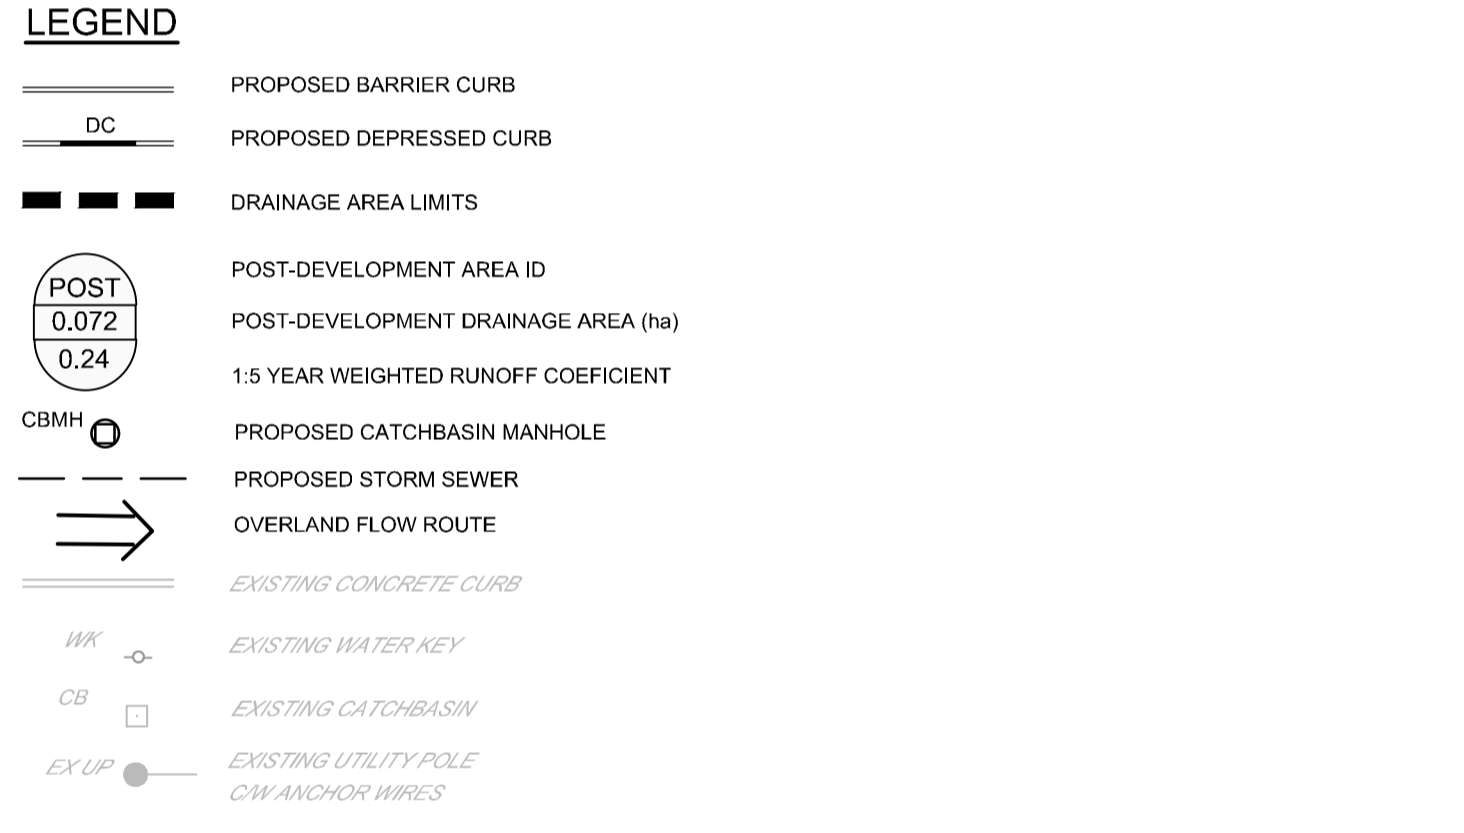 LEGEND
PROPOSED BARRIER CURB
DC
PROPOSED DEPRESSED CURB
DRAINAGE AREA LIMITS
POST
POST-DEVELOPMENT AREA ID
0.072
POST-DEVELOPMENT DRAINAGE AREA (ha)
0.24
1:5 YEAR WEIGHTED RUNOFF COEFICIENT
CBMH
PROPOSED CATCHBASIN MANHOLE
PROPOSED STORM SEWER
OVERLAND FLOW ROUTE
EXISTING CONCRETE CURB
WK
EXISTING WATER KEY
CB
EXISTING CATCHBASIN
EX UP
EXISTING UTILITY POLE
C/W ANCHOR WIRES